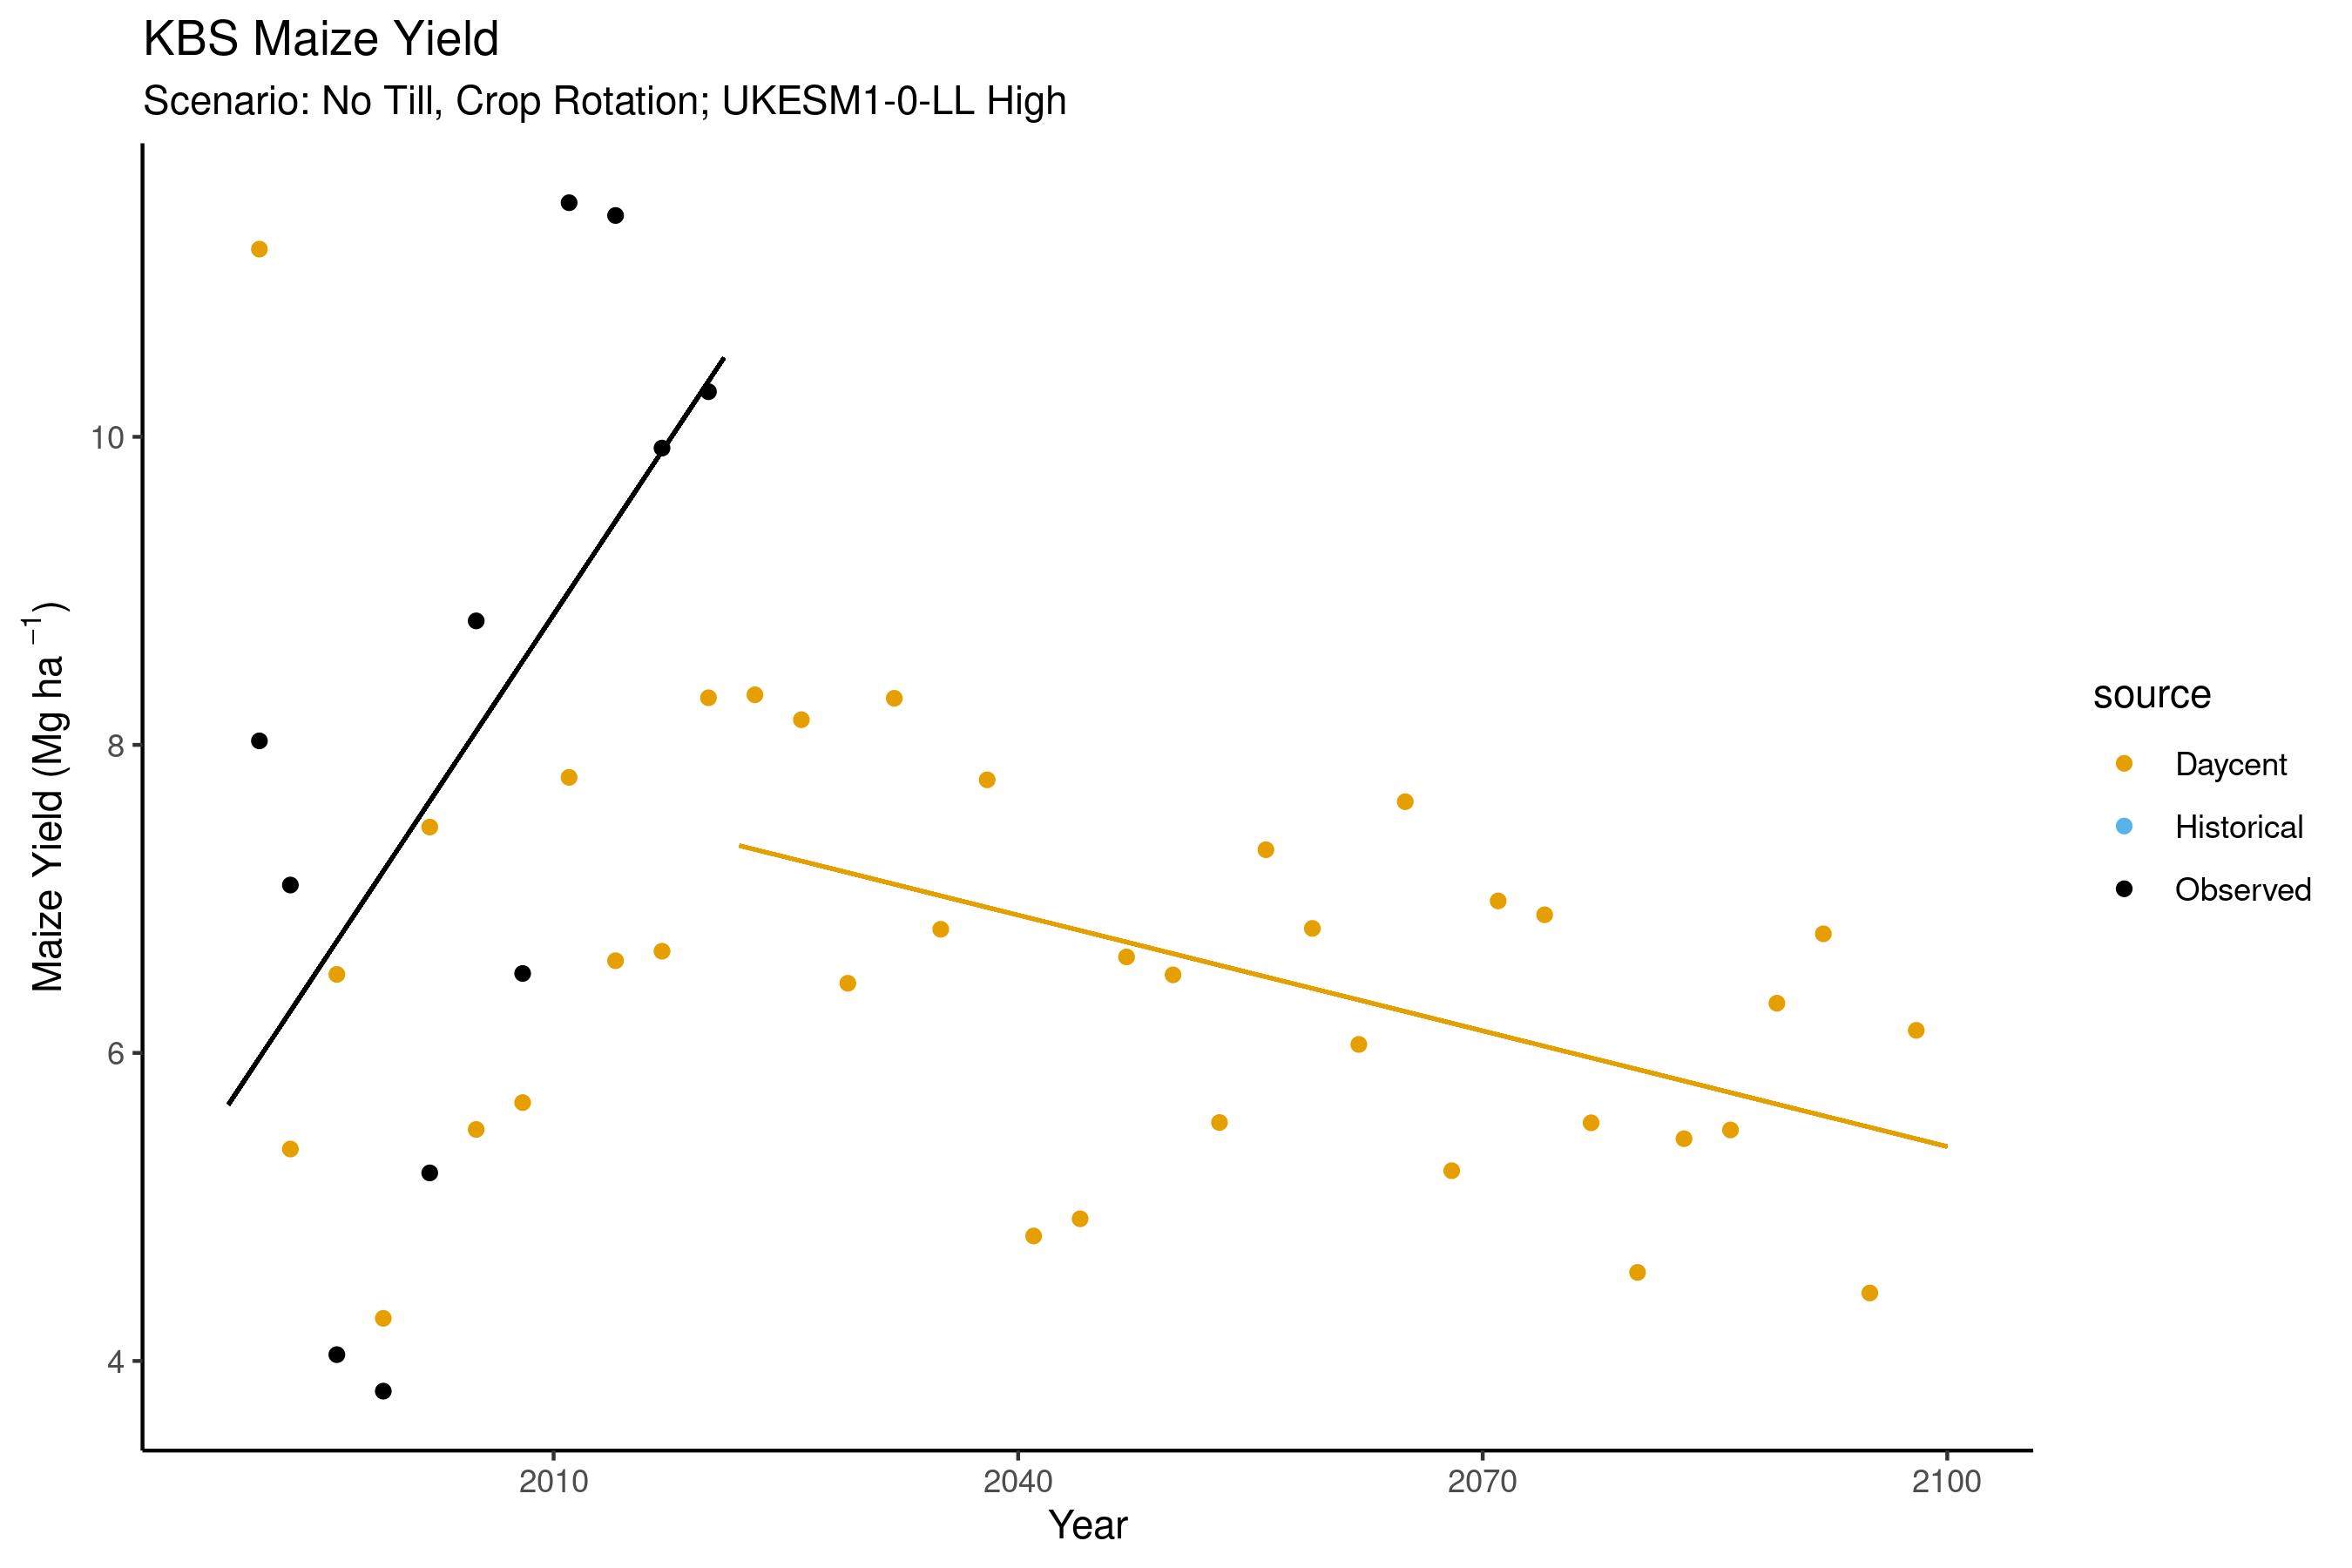 KBS Maize Yield
Scenario: No Till, Crop Rotation; UKESM1-0-LL High
Maize Yield (Mg ha⁻¹)
10
8
6
4
2010
2040
2070
2100
Year
source
Daycent
Historical
Observed